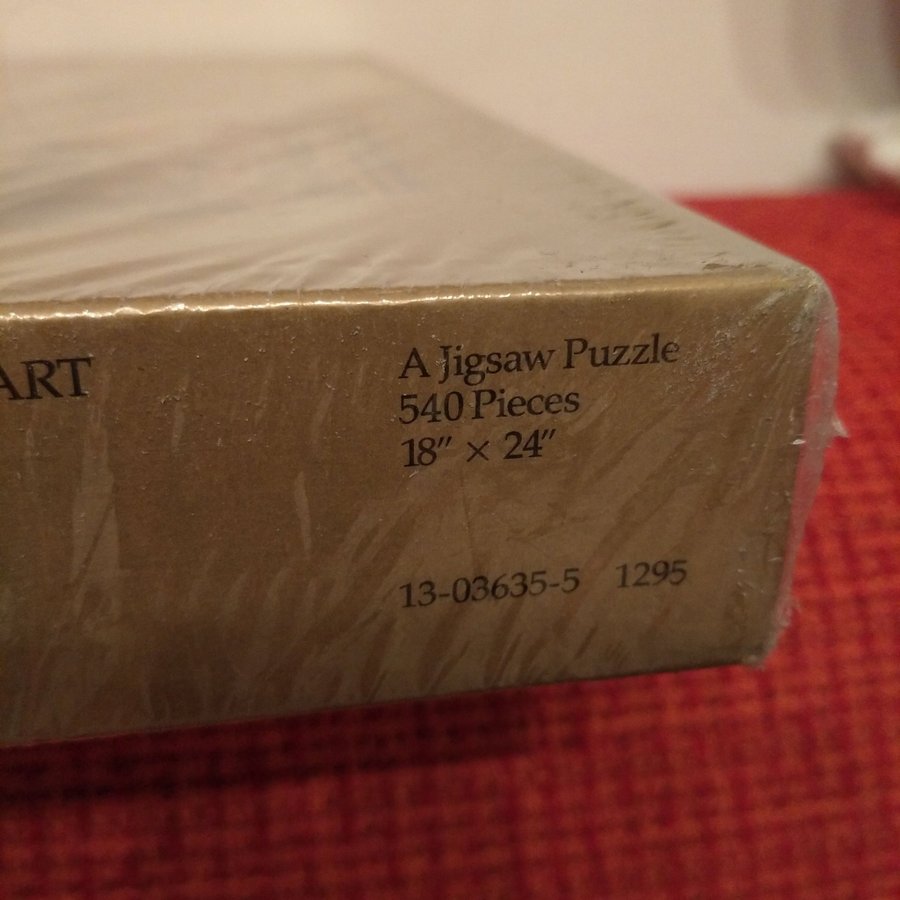 ART
A Jigsaw Puzzle
540 Pieces
18" × 24"
13-03635-5 1295